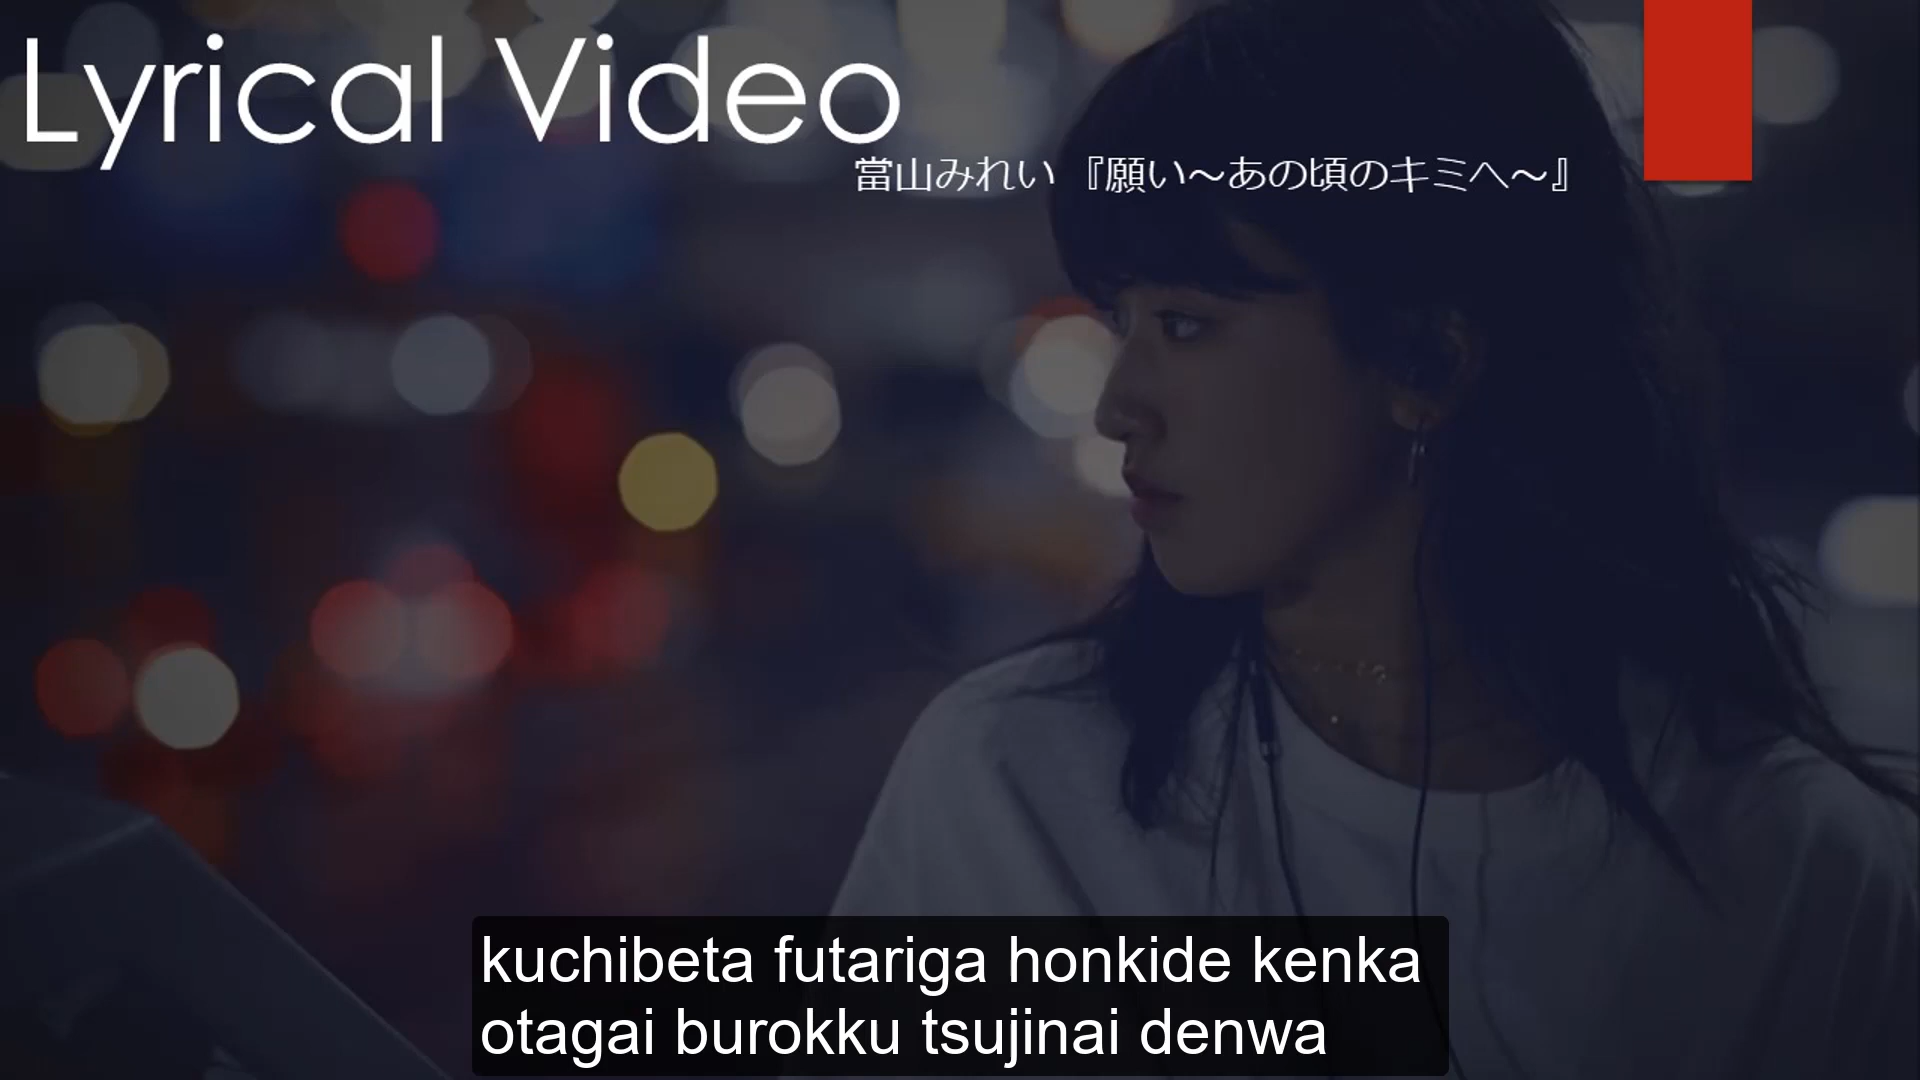 Lyrical Video
當山みれい 『願い～あの頃のキミへ～』
kuchibeta futariga honkide kenka
otagai burokku tsujinai denwa